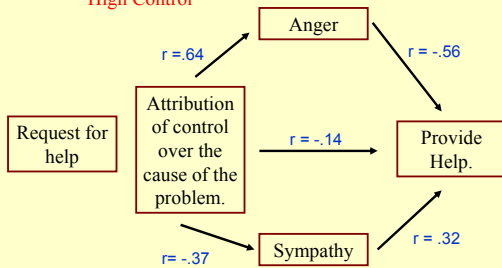 High Control
Anger
r =.64
r = -.56
Request for
help
Attribution
of control
over the
cause of the
problem.
r = -.14
Provide
Help.
r= -.37
Sympathy
r = .32